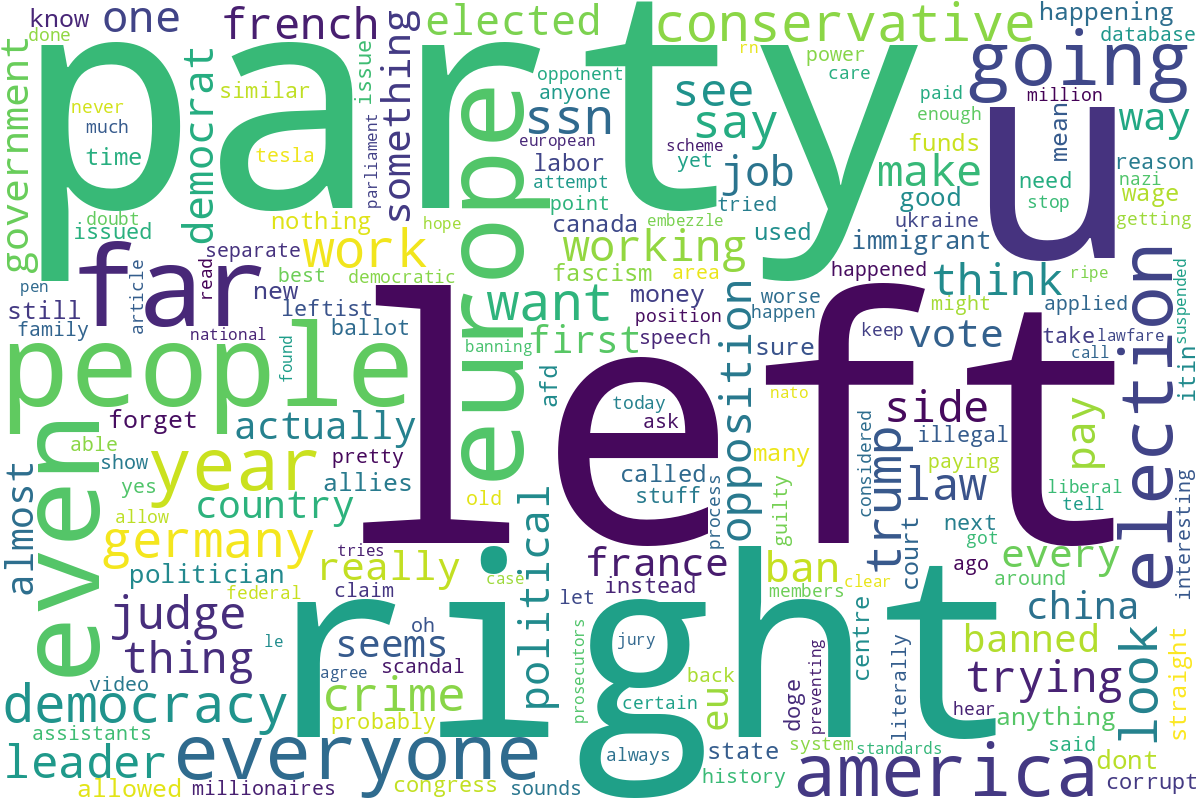 know
one
french
elected
conservative
happening
done
party
u
going
database
government
democrat
similar
issue
something
opponent
anyone
rn
power
care
see
say
ssn
never
much
time
tesla
parliament
european
scheme
yet
labor
attempt
point
job
tried
paid
enough
funds
make
good
million
mean
way
reason
need
stop
nazi
wage
getting
doubt
issued
nothing
hope
canada
embezzle
used
ukraine
immigrant
separate
work
working
fascism
area
happened
think
ripe
pen
far
read
best
democratic
europe
want
money
position
worse
happen
might
applied
still
family
article
new
national
leftist
ballot
banning
first
speech
sure
keep
vote
take
lawfare
call
suspended
itin
election
people
found
left
afd
opposition
nato
forget
actually
today
ask
side
illegal
considered
pay
able
show
yes
year
pretty
allies
called
stuff
many
paying
liberal
tell
law
trump
almost
even
allow
country
old
process
guilty
next
got
interesting
germany
political
tries
really
case
france
ban
clear
court
ago
every
around
politician
federal
claim
instead
members
judge
le
oh
let
centre
china
thing
seems
right
jury
banned
look
straight
agree
scandal
prosecutors
back
eu
doge
preventing
literally
trying
democracy
video
crime
certain
hear
anything
assistants
probably
leader
everyone
always
state
system
standards
said
dont
history
allowed
millionaires
congress
sounds
america
corrupt